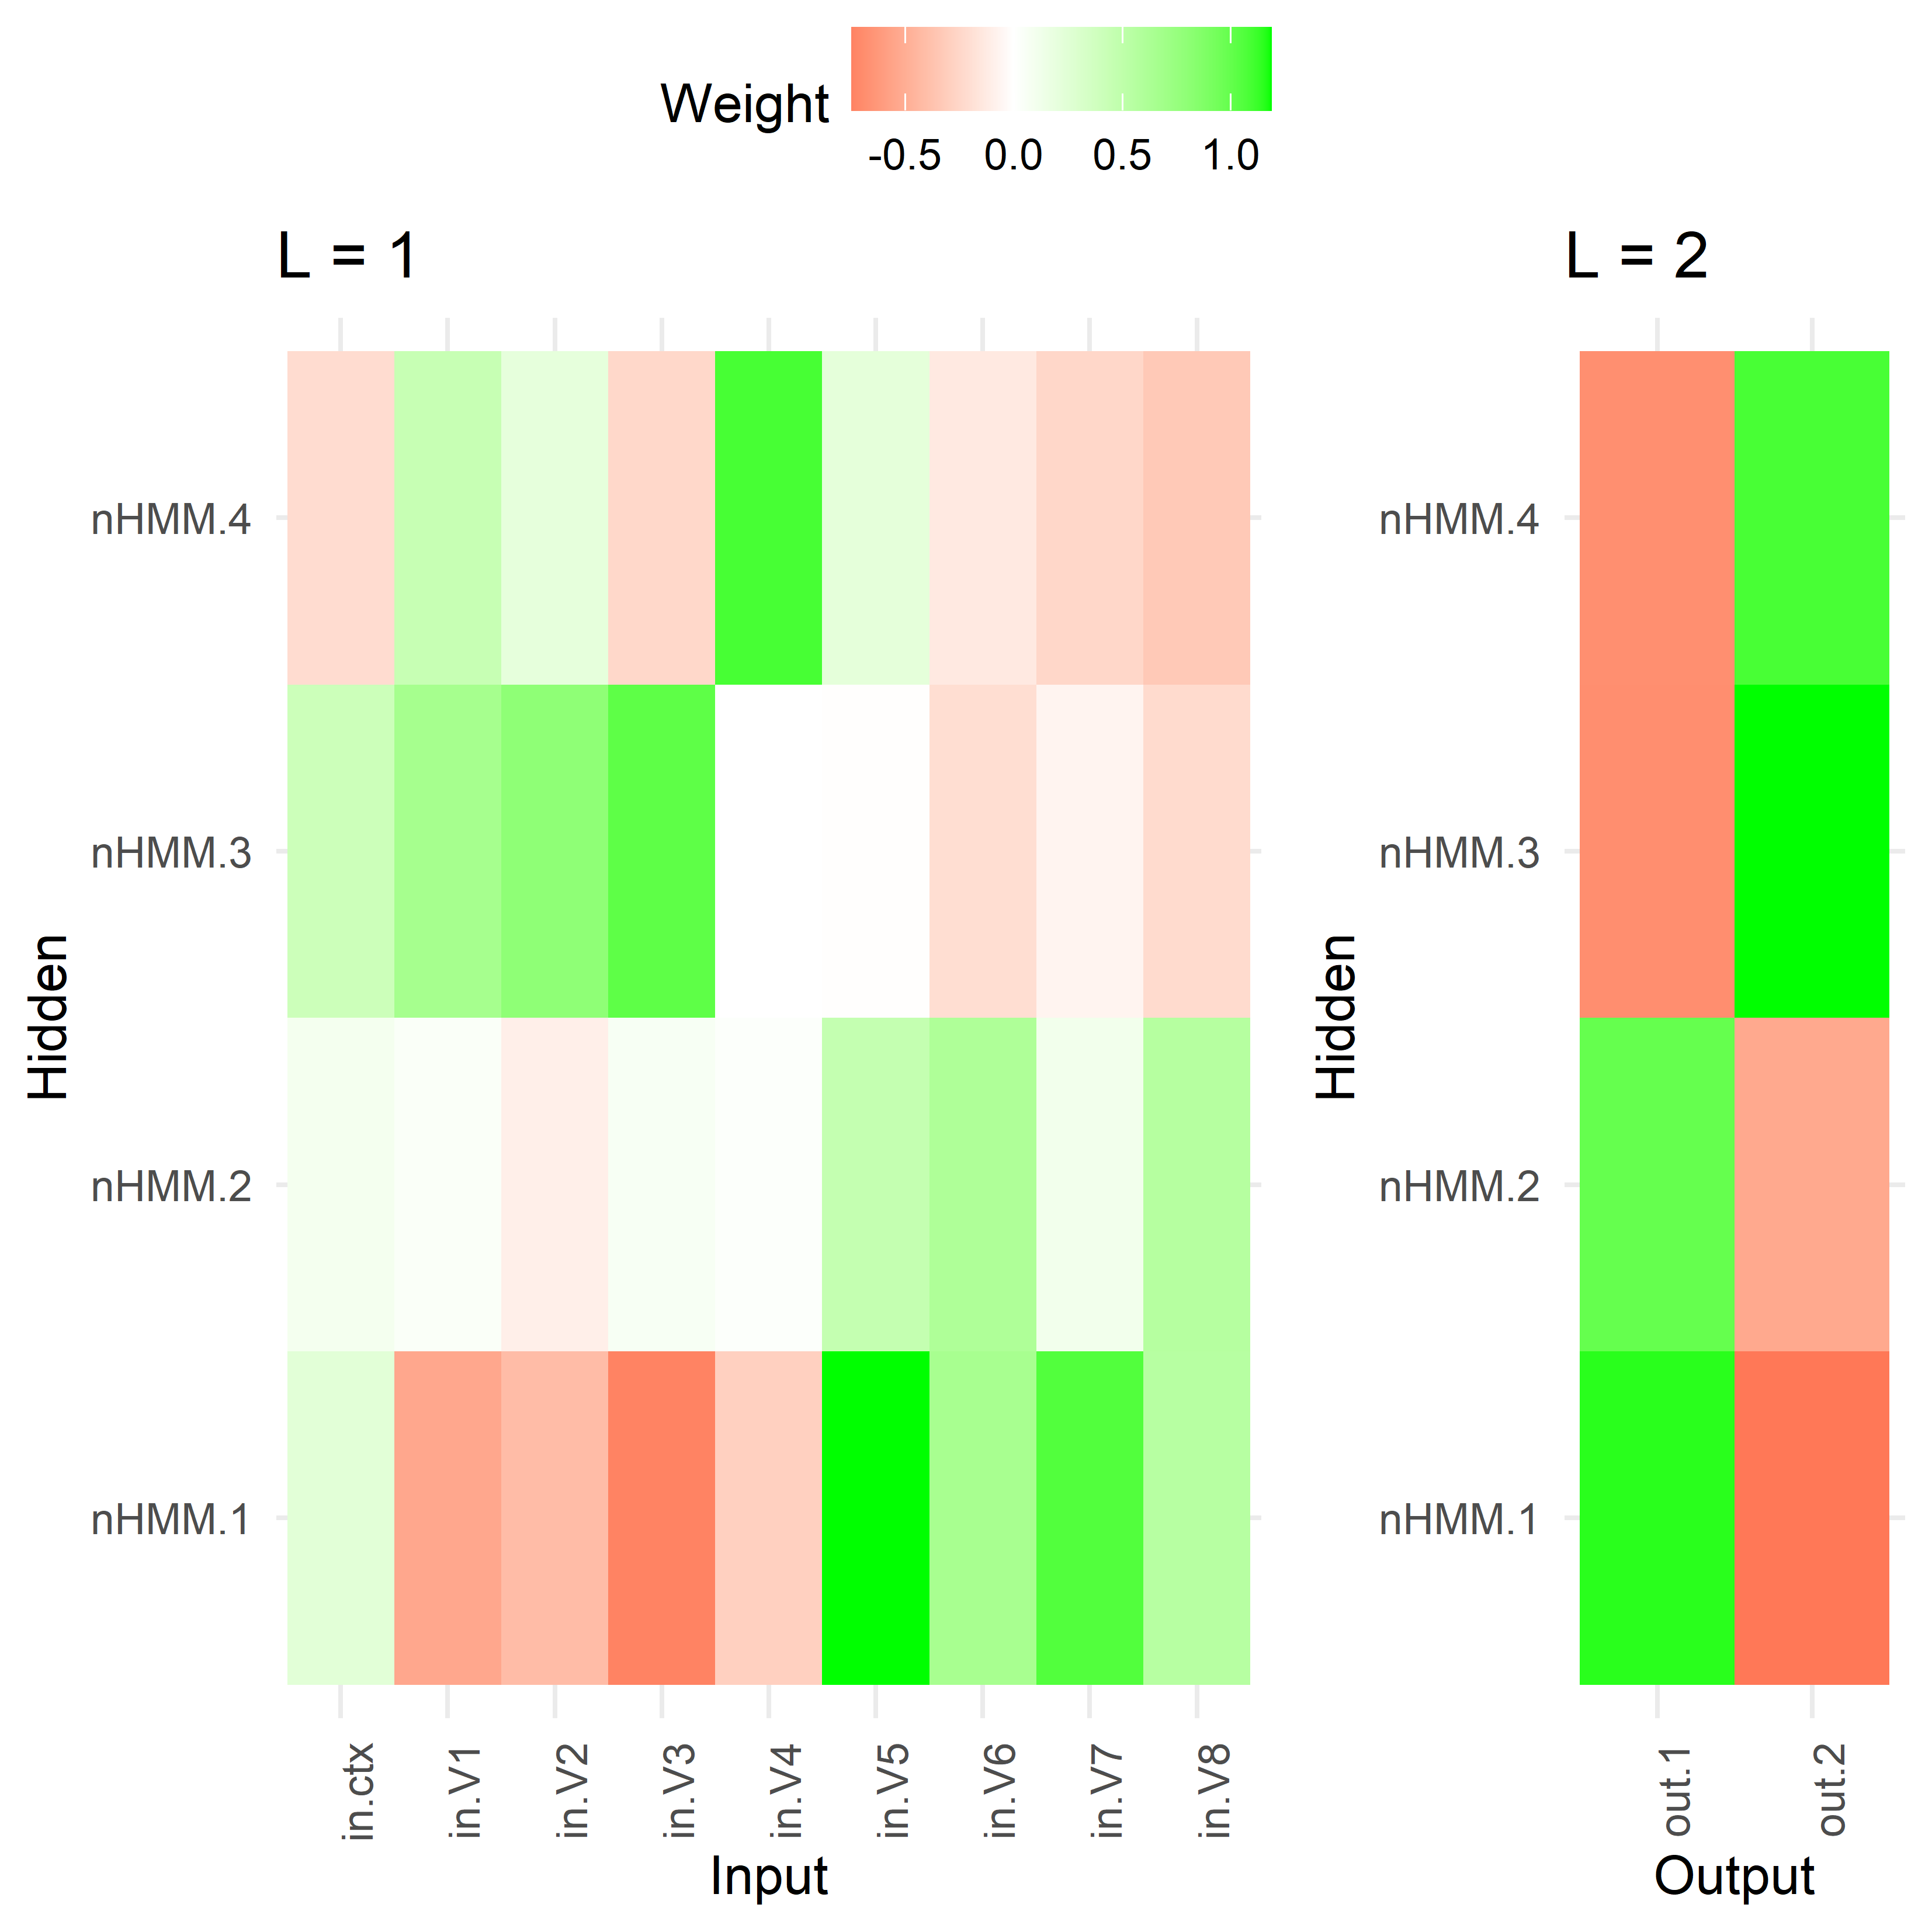 Weight
-0.5 0.0 0.5 1.0
L = 1
L = 2
nHMM.4
nHMM.3
nHMM.2
nHMM.1
Hidden
in.ctx
in.V1
in.V2
in.V3
in.V4
in.V5
in.V6
in.V7
in.V8
Input
nHMM.4
nHMM.3
nHMM.2
nHMM.1
Hidden
out.1
out.2
Output